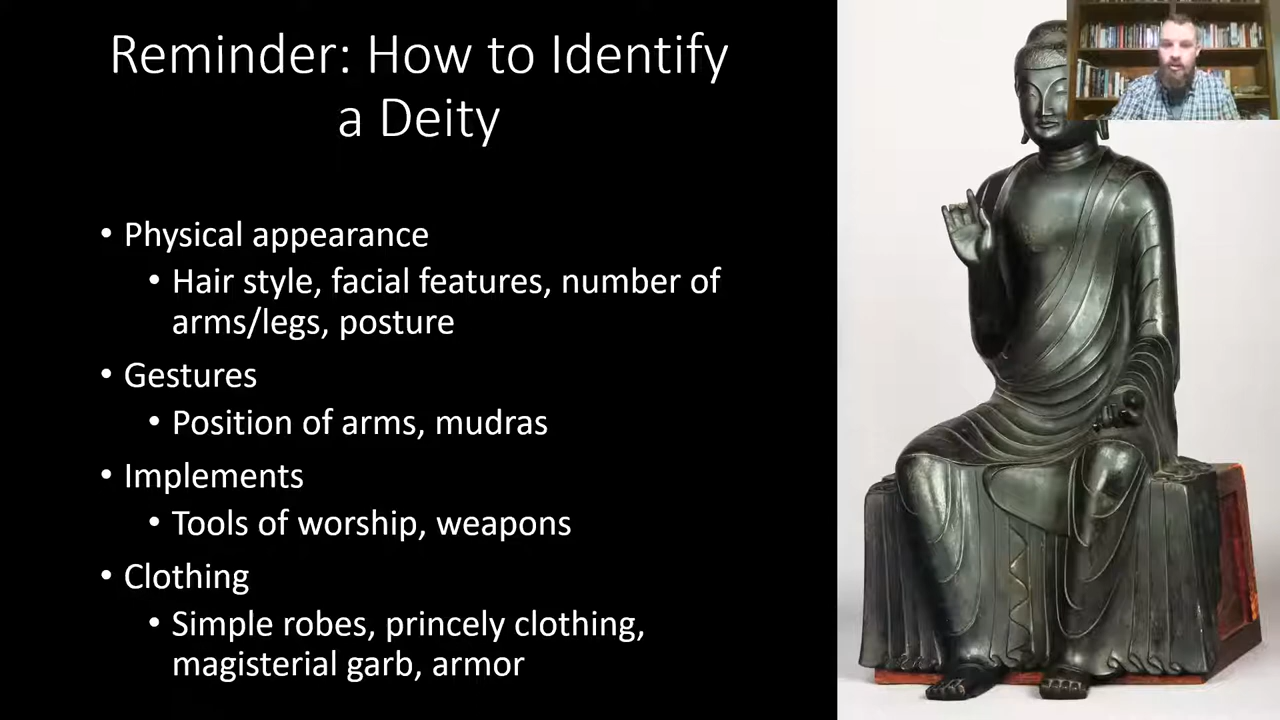 Reminder: How to Identify
a Deity
• Physical appearance
• Hair style, facial features, number of
arms/legs, posture
• Gestures
• Position of arms, mudras
• Implements
• Tools of worship, weapons
• Clothing
• Simple robes, princely clothing,
magisterial garb, armor